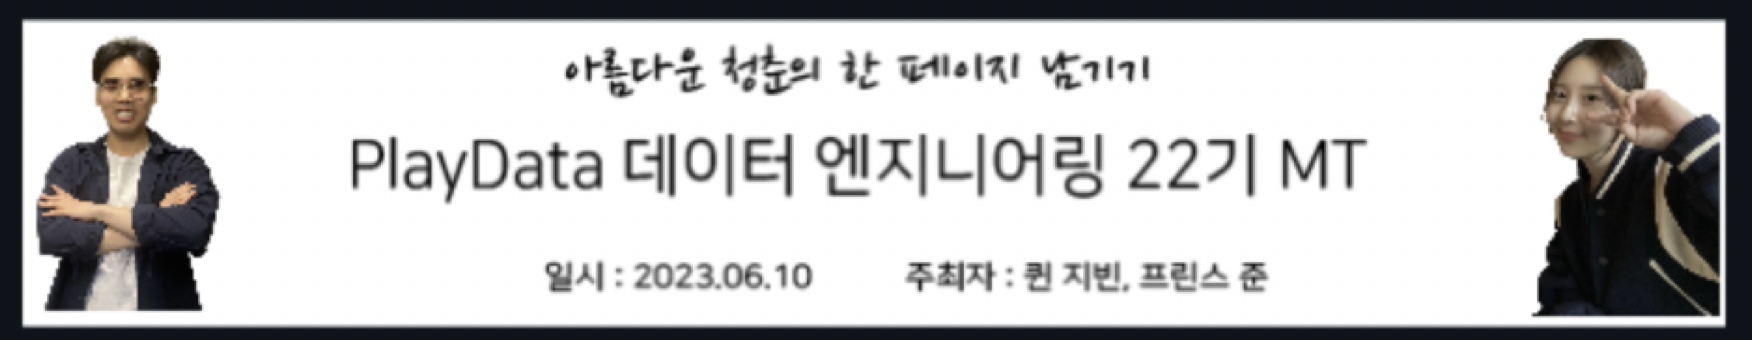 아름다운 청춘의 한 페이지 남기기
PlayData 데이터 엔지니어링 22기 MT
일시 : 2023.06.10 주최자 : 퀸 지빈, 프린스 준